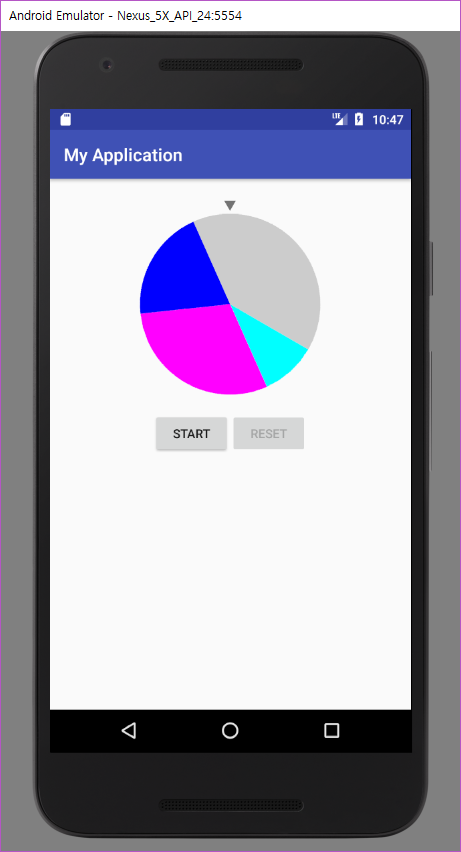 Android Emulator - Nexus_5X_API_24:5554
LTE 10:47
My Application
START RESET